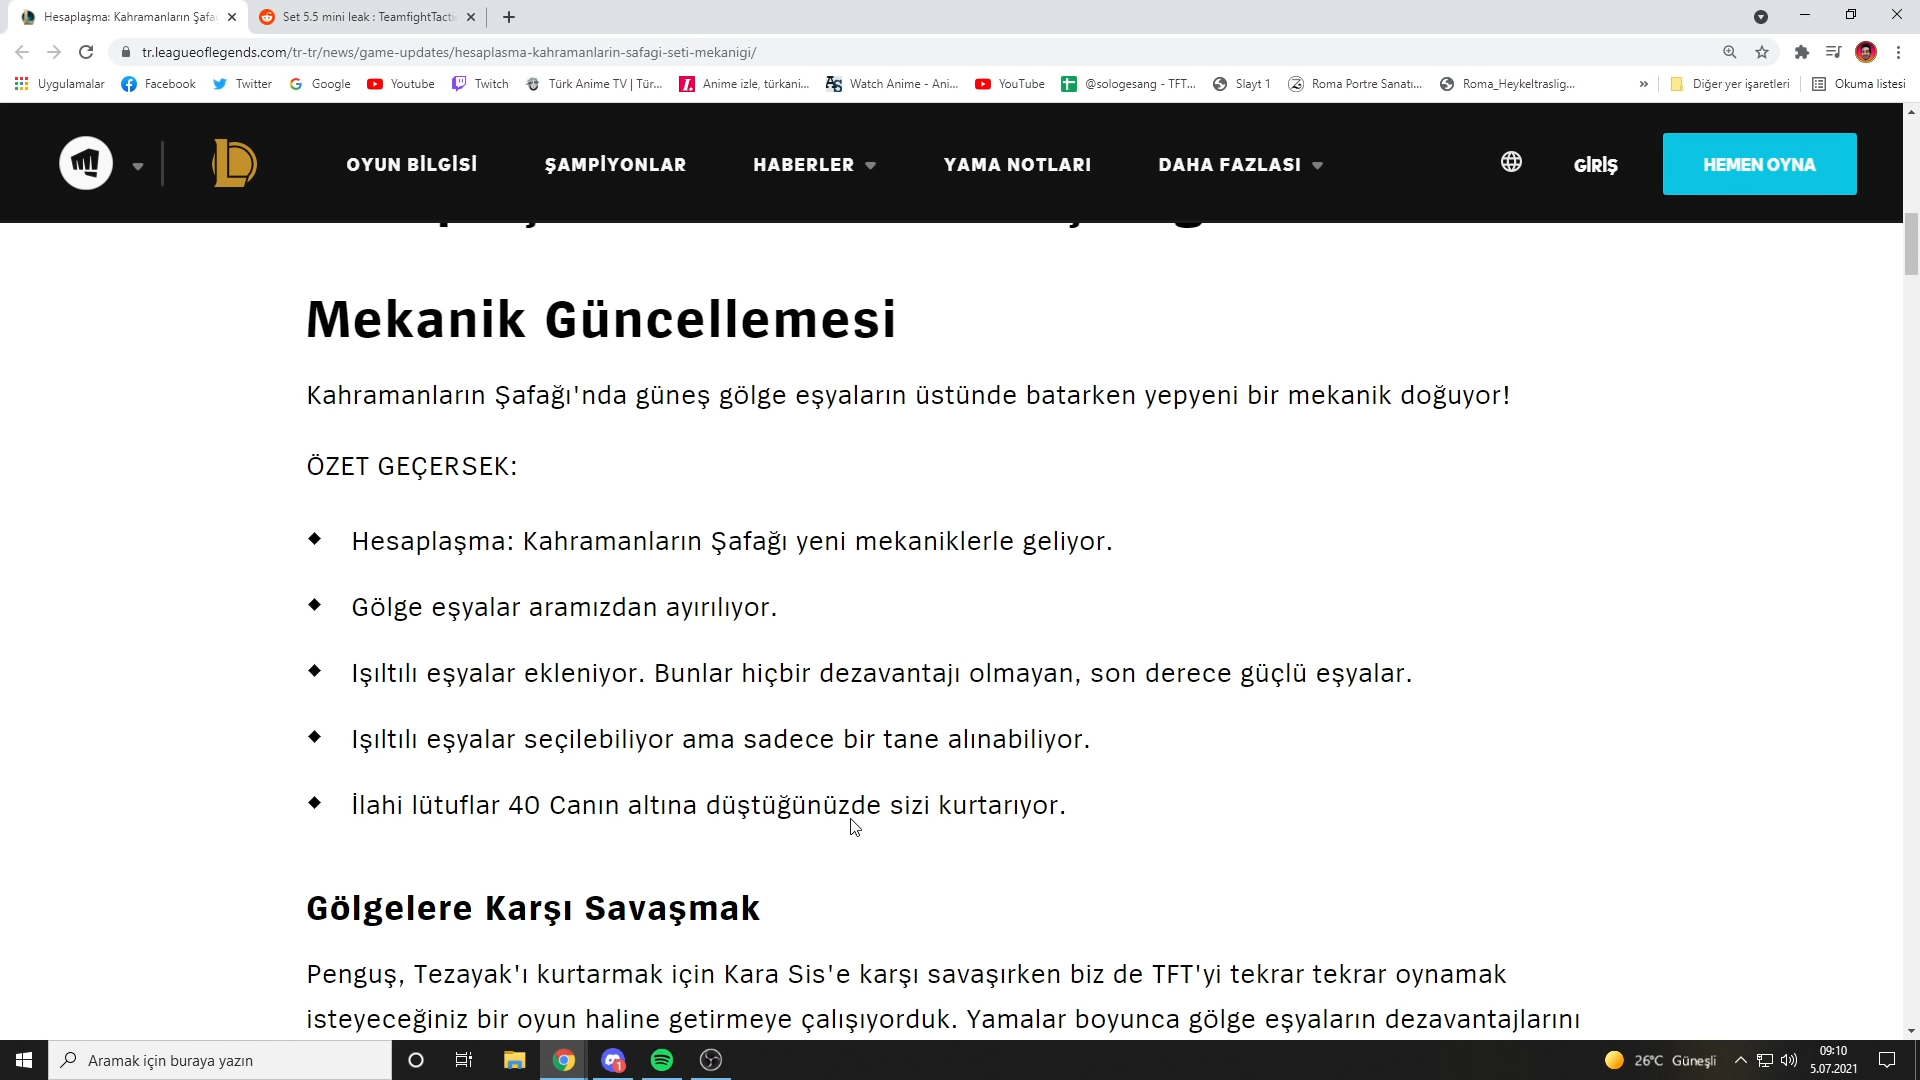 Hesaplaşma: Kahramanların Şafa
Set 5.5 mini leak : TeamfightTactic
tr.leagueoflegends.com/tr-tr/news/game-updates/hesaplasma-kahramanlarin-safagi-seti-mekanigi/
Uygulamalar Facebook Twitter Google Youtube Twitch Türk Anime TV | Tür... Anime izle, türkani... Watch Anime - Ani... YouTube @sologesang - TFT... Slayt 1 Roma Portre Sanatı... Roma_Heykeltraslig... » Diğer yer işaretleri Okuma listesi
OYUN BİLGİSİ ŞAMPİYONLAR HABERLER YAMA NOTLARI DAHA FAZLASI GİRİŞ HEMEN OYNA
Mekanik Güncellemesi
Kahramanların Şafağı'nda güneş gölge eşyaların üstünde batarken yepyeni bir mekanik doğuyor!
ÖZET GEÇERSEK:
Hesaplaşma: Kahramanların Şafağı yeni mekaniklerle geliyor.
Gölge eşyalar aramızdan ayırılıyor.
Işıltılı eşyalar ekleniyor. Bunlar hiçbir dezavantajı olmayan, son derece güçlü eşyalar.
Işıltılı eşyalar seçilebiliyor ama sadece bir tane alınabiliyor.
İlahi lütuflar 40 Canın altına düştüğünüzde sizi kurtarıyor.
Gölgelere Karşı Savaşmak
Penguş, Tezayak'ı kurtarmak için Kara Sis'e karşı savaşırken biz de TFT'yi tekrar tekrar oynamak
isteyeceğiniz bir oyun haline getirmeye çalışıyorduk. Yamalar boyunca gölge eşyaların dezavantajlarını
Aramak için buraya yazın
1
26°C Güneşli
09:10
5.07.2021